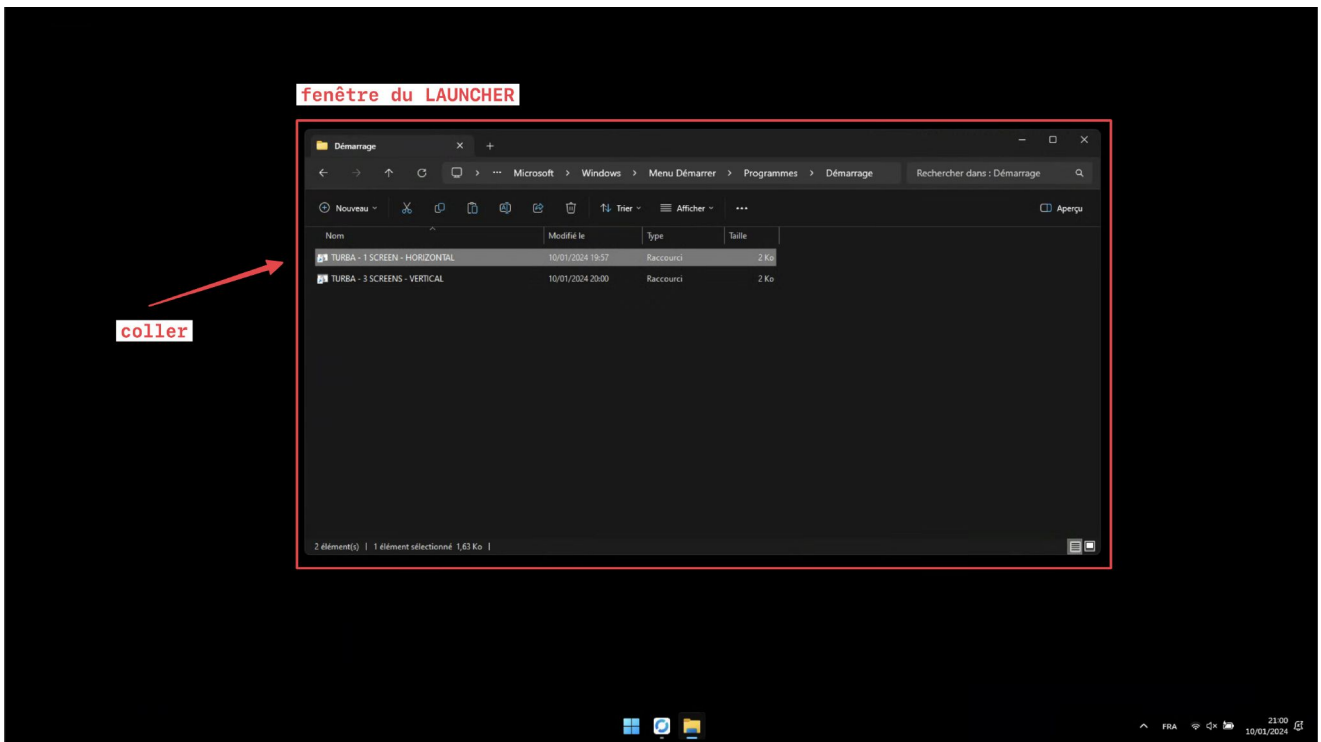 fenêtre du LAUNCHER
Démarrage
Microsoft > Windows > Menu Démarrer > Programmes > Démarrage
Rechercher dans : Démarrage
Nouveau
Trier
Afficher
Aperçu
Nom Modifié le Type Taille
TURBA - 1 SCREEN - HORIZONTAL 10/01/2024 19:57 Raccourci 2 Ko
TURBA - 3 SCREENS - VERTICAL 10/01/2024 20:00 Raccourci 2 Ko
coller
2 élément(s) | 1 élément sélectionné 1,63 Ko |
FRA
21:00
10/01/2024